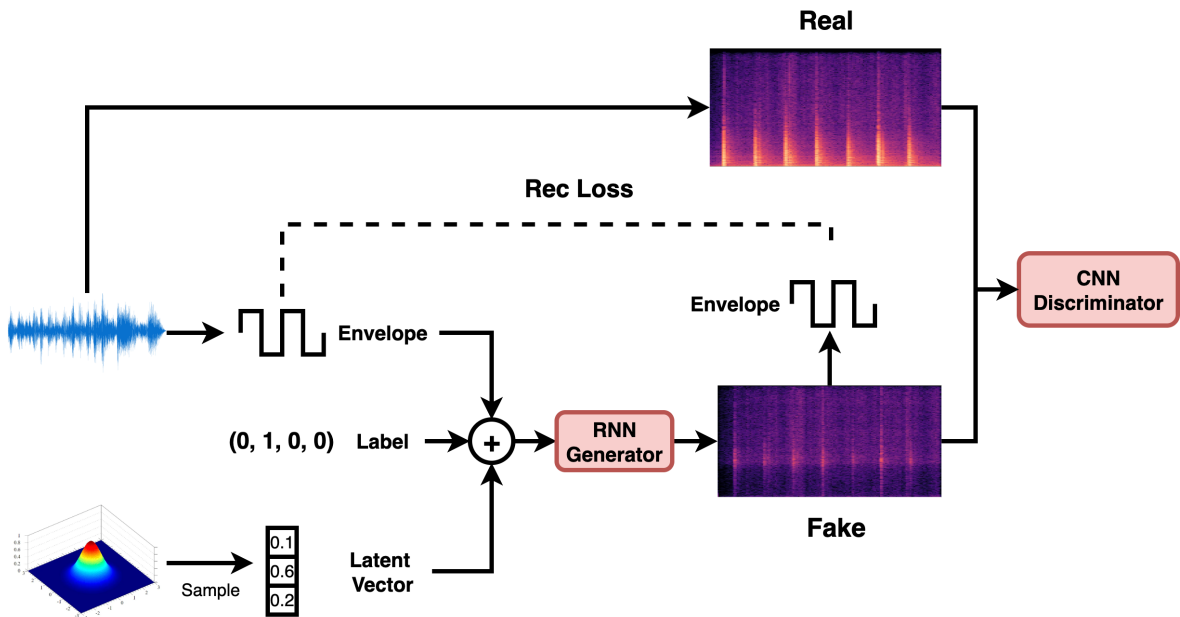 Real
Rec Loss
Envelope
CNN
Discriminator
Envelope
(0, 1, 0, 0)
Label
+
RNN
Generator
Fake
Sample
0.1
0.6
0.2
Latent
Vector